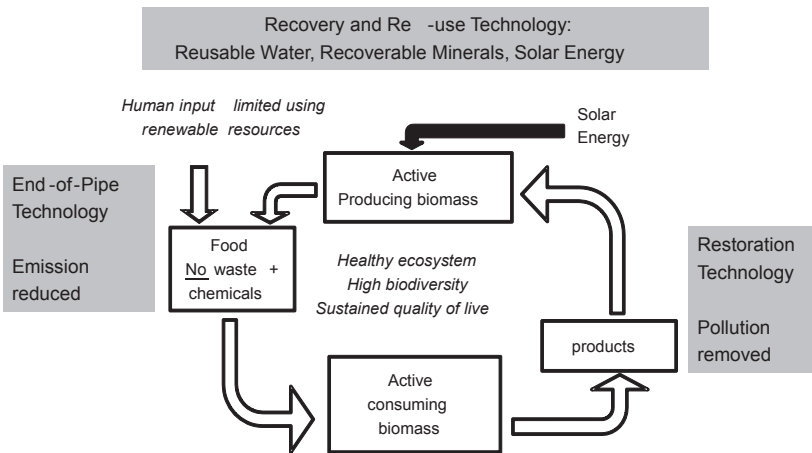 Recovery and Re -use Technology:
Reusable Water, Recoverable Minerals, Solar Energy
Human input limited using
renewable resources
Solar
Energy
Active
Producing biomass
End-of-Pipe
Technology
Emission
reduced
Food
No waste +
chemicals
Healthy ecosystem
High biodiversity
Sustained quality of live
Restoration
Technology
Pollution
removed
products
Active
consuming
biomass